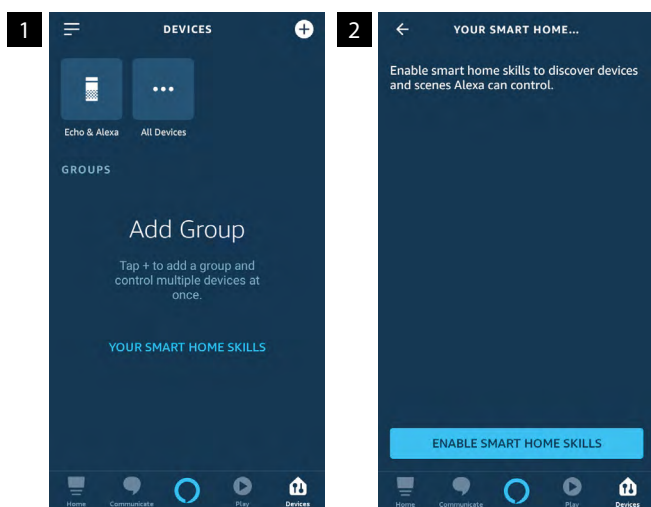 1
DEVICES
Echo & Alexa
All Devices
GROUPS
Add Group
Tap + to add a group and
control multiple devices at
once.
YOUR SMART HOME SKILLS
Home
Communicate
Play
Devices
2
YOUR SMART HOME...
Enable smart home skills to discover devices
and scenes Alexa can control.
ENABLE SMART HOME SKILLS
Home
Communicate
Play
Devices